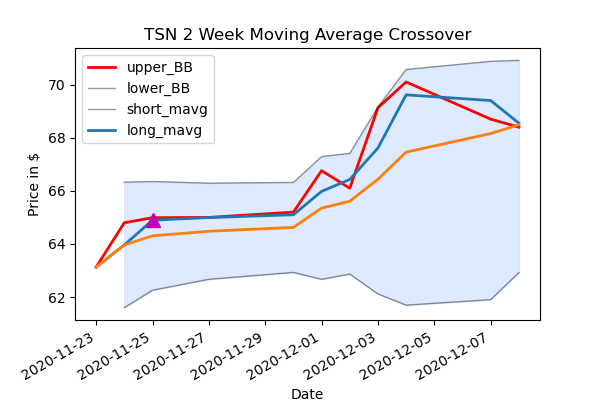 TSN 2 Week Moving Average Crossover
upper_BB
lower_BB
short_mavg
long_mavg
Price in $
70
68
66
64
62
2020-11-23
2020-11-25
2020-11-27
2020-11-29
2020-12-01
2020-12-03
2020-12-05
2020-12-07
Date